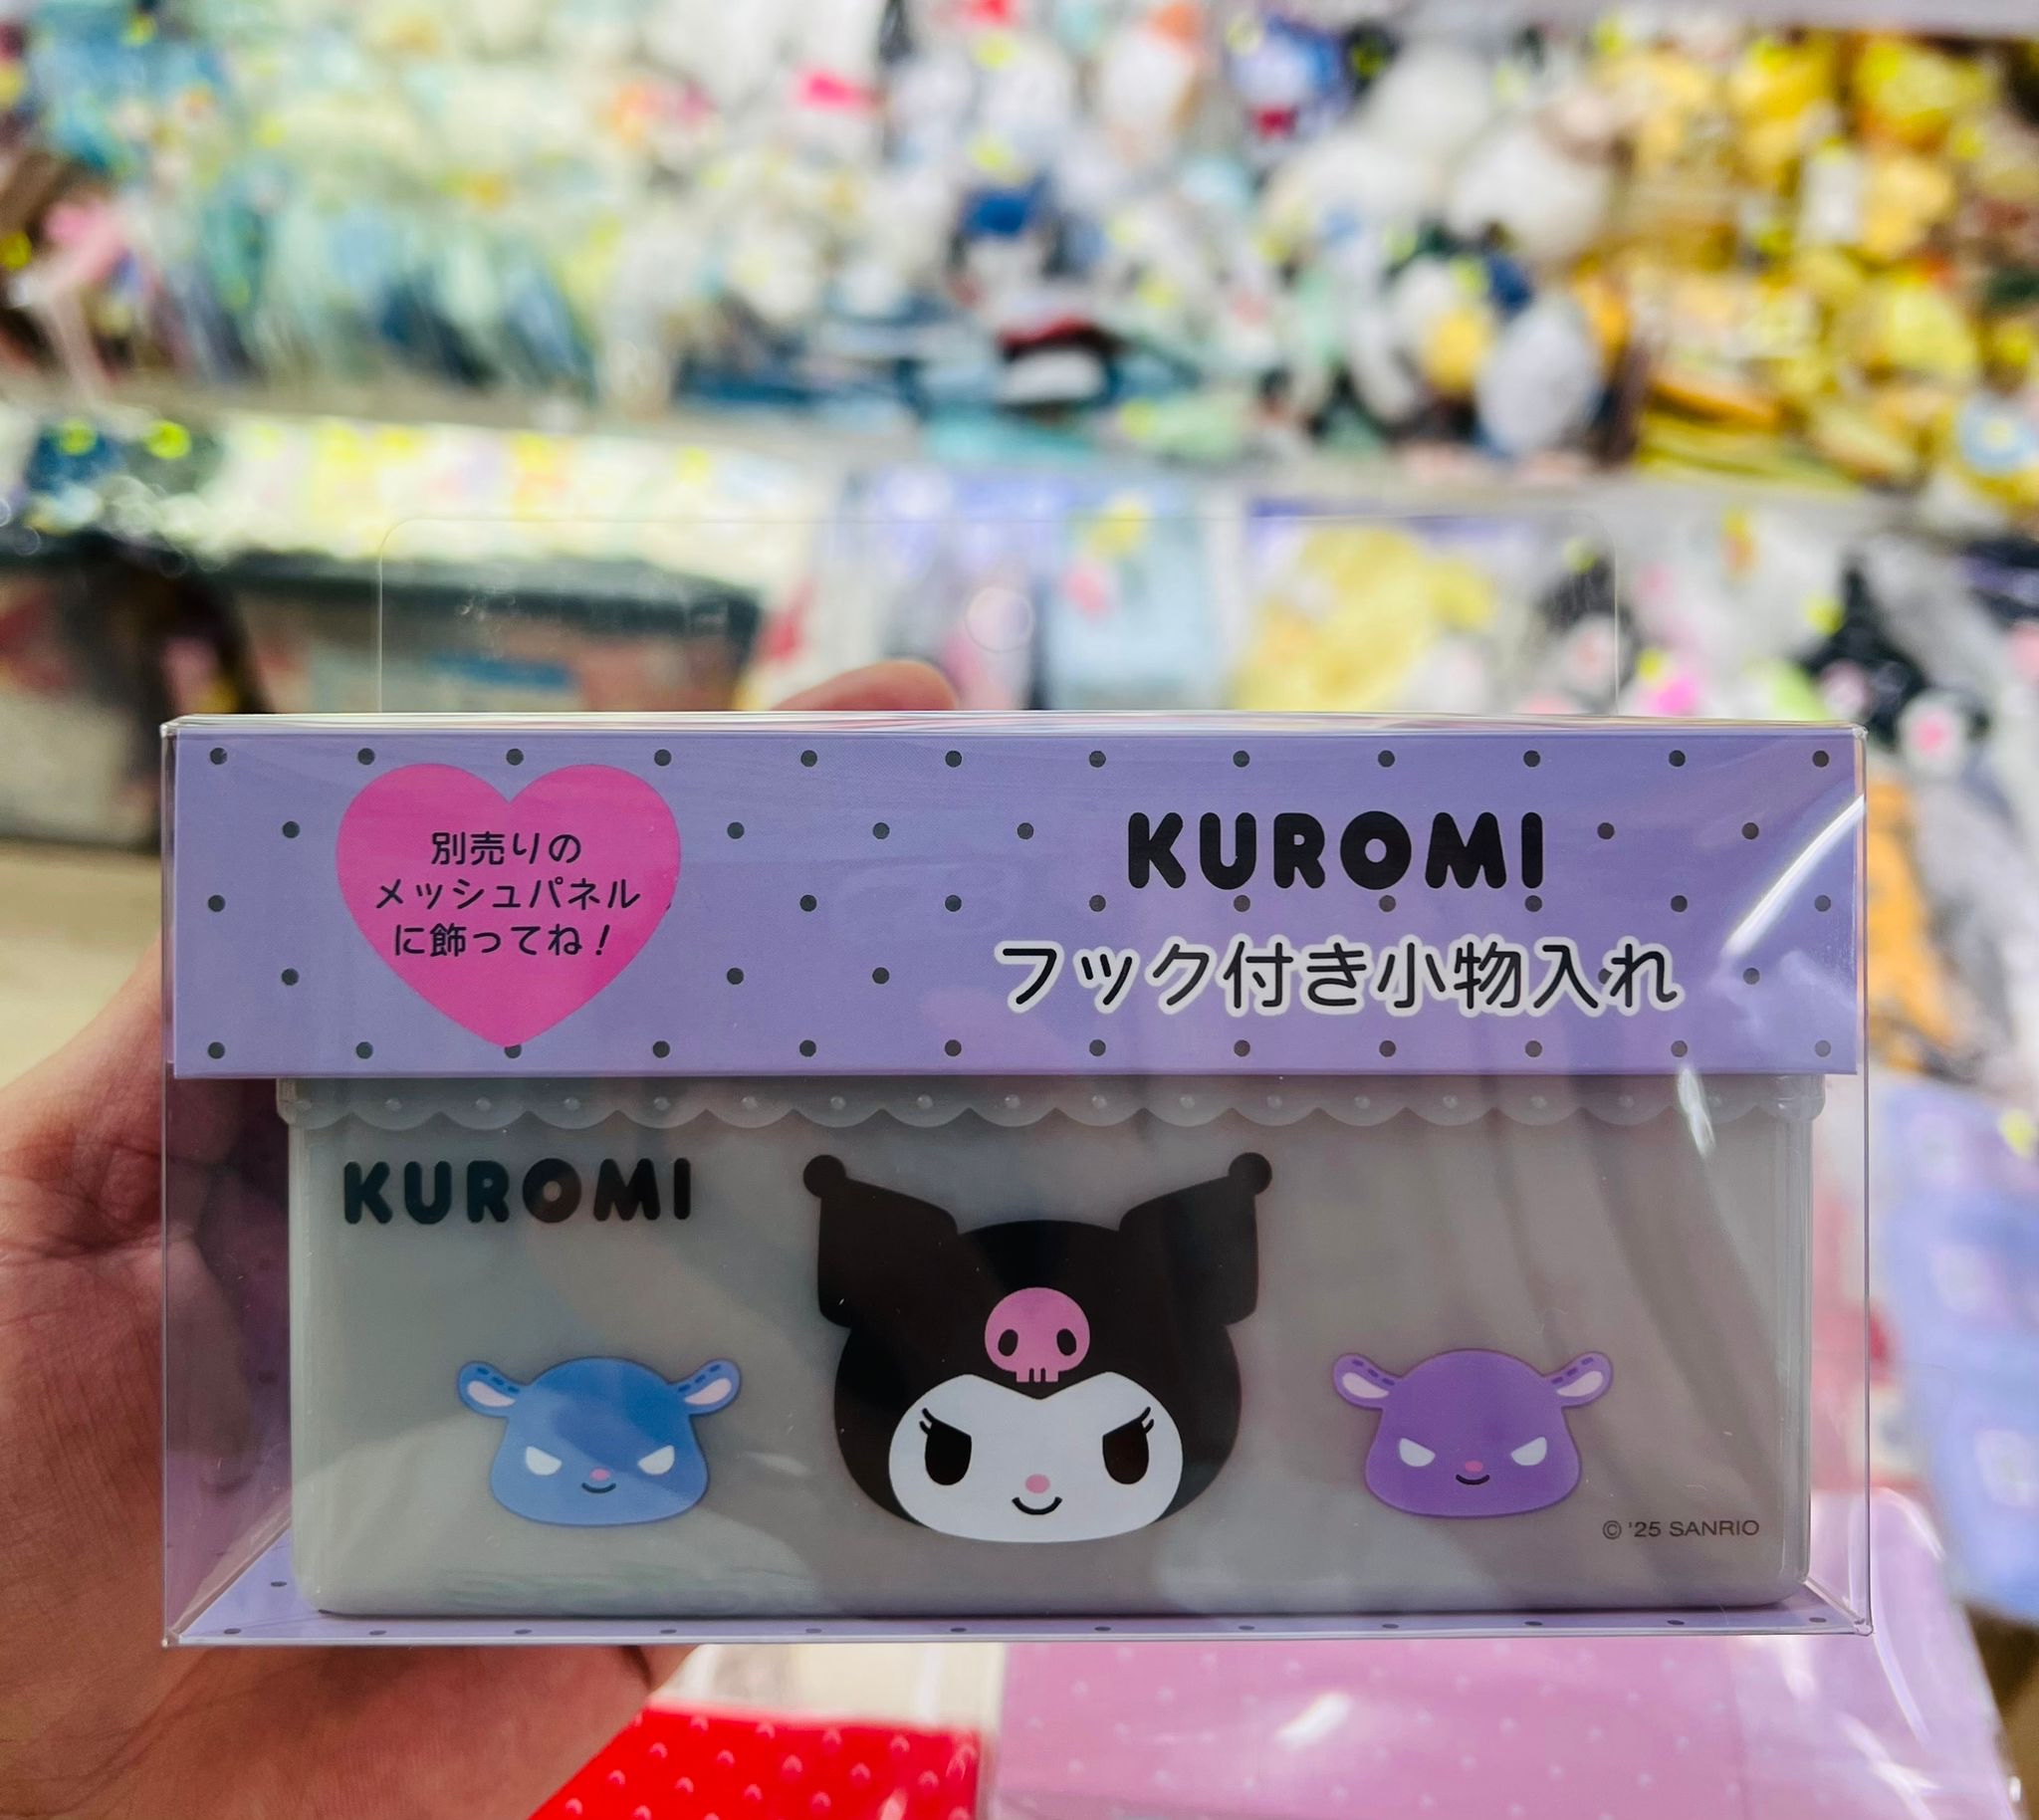 別売りの
メッシュパネル
に飾ってね!
KUROMI
フック付き小物入れ
KUROMI
© '25 SANRIO